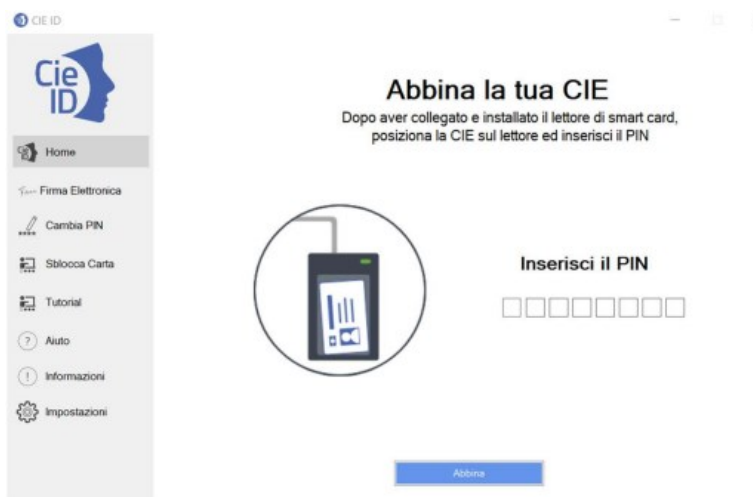 CIE ID
Cie
ID
Home
Firma Elettronica
Cambia PIN
Sblocca Carta
Tutorial
Aiuto
Informazioni
Impostazioni
Abbina la tua CIE
Dopo aver collegato e installato il lettore di smart card,
posiziona la CIE sul lettore ed inserisci il PIN
Inserisci il PIN
Abbina